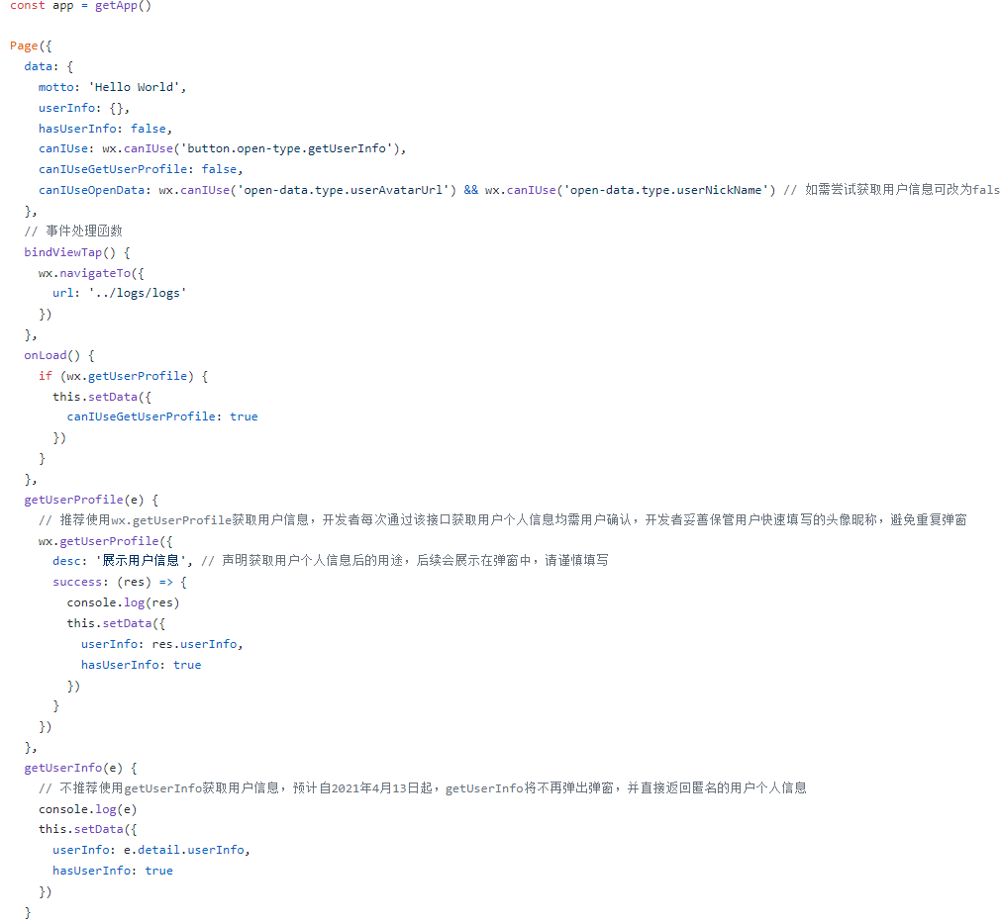 const app = getApp()

Page({
  data: {
    motto: 'Hello World',
    userInfo: {},
    hasUserInfo: false,
    canIUse: wx.canIUse('button.open-type.getUserInfo'),
    canIUseGetUserProfile: false,
    canIUseOpenData: wx.canIUse('open-data.type.userAvatarUrl') && wx.canIUse('open-data.type.userNickName') // 如需尝试获取用户信息可改为fals
  },
  // 事件处理函数
  bindViewTap() {
    wx.navigateTo({
      url: '../logs/logs'
    })
  },
  onLoad() {
    if (wx.getUserProfile) {
      this.setData({
        canIUseGetUserProfile: true
      })
    }
  },
  getUserProfile(e) {
    // 推荐使用wx.getUserProfile获取用户信息，开发者每次通过该接口获取用户个人信息均需用户确认，开发者妥善保管用户快速填写的头像昵称，避免重复弹窗
    wx.getUserProfile({
      desc: '展示用户信息', // 声明获取用户个人信息后的用途，后续会展示在弹窗中，请谨慎填写
      success: (res) => {
        console.log(res)
        this.setData({
          userInfo: res.userInfo,
          hasUserInfo: true
        })
      }
    })
  },
  getUserInfo(e) {
    // 不推荐使用getUserInfo获取用户信息，预计自2021年4月13日起，getUserInfo将不再弹出弹窗，并直接返回匿名的用户个人信息
    console.log(e)
    this.setData({
      userInfo: e.detail.userInfo,
      hasUserInfo: true
    })
  }